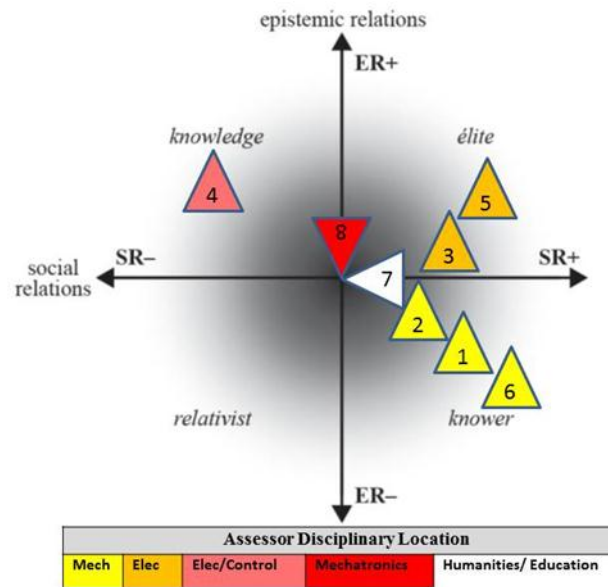 epistemic relations
ER+
knowledge
élite
4
5
8
3
SR–
SR+
social
relations
7
2
1
6
relativist
knower
ER–
Assessor Disciplinary Location
Mech Elec Elec/Control Mechatronics Humanities/ Education